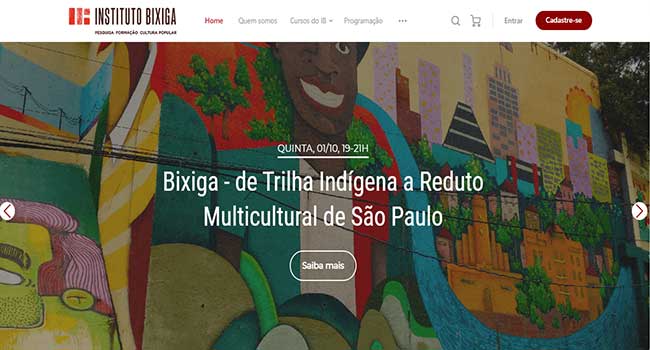 INSTITUTO BIXIGA
PESQUISA FORMAÇÃO CULTURA POPULAR
Home Quem somos Cursos do IB Programação ••• Entrar Cadastre-se
QUINTA, 01/10, 19-21H
Bixiga - de Trilha Indígena a Reduto
Multicultural de São Paulo
Saiba mais